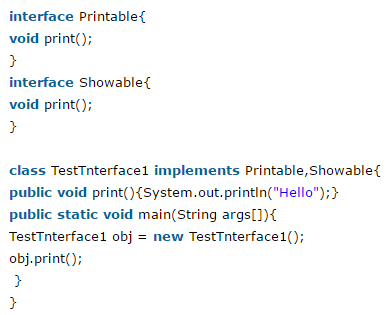 interface Printable{
void print();
}
interface Showable{
void print();
}
class TestTnterface1 implements Printable,Showable{
public void print(){System.out.println("Hello");}
public static void main(String args[]){
TestTnterface1 obj = new TestTnterface1();
obj.print();
}
}